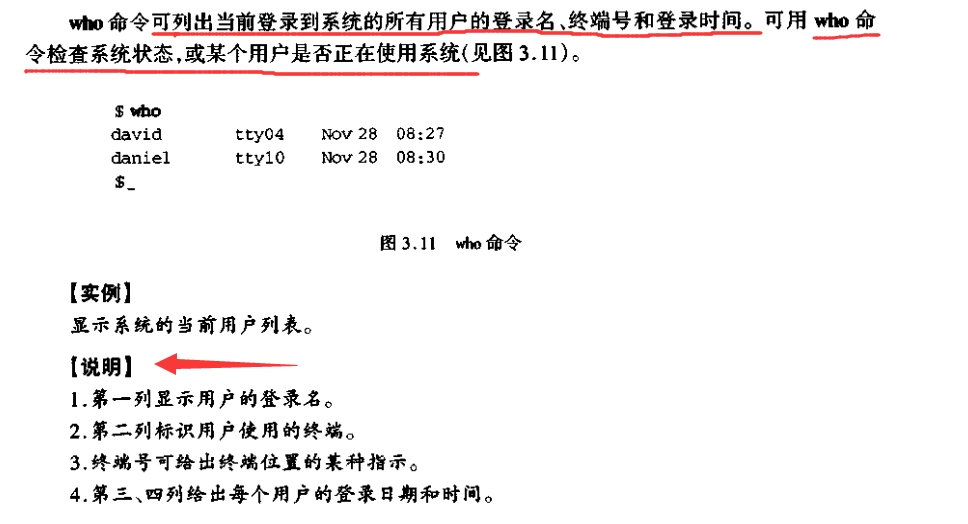 who 命令可列出当前登录到系统的所有用户的登录名、终端号和登录时间。可用 who 命
令检查系统状态,或某个用户是否正在使用系统(见图 3.11)。
$ who
david tty04 Nov 28 08:27
daniel tty10 Nov 28 08:30
$_
图 3.11 who 命令
【实例】
显示系统的当前用户列表。
【说明】
1.第一列显示用户的登录名。
2.第二列标识用户使用的终端。
3.终端号可给出终端位置的某种指示。
4.第三、四列给出每个用户的登录日期和时间。